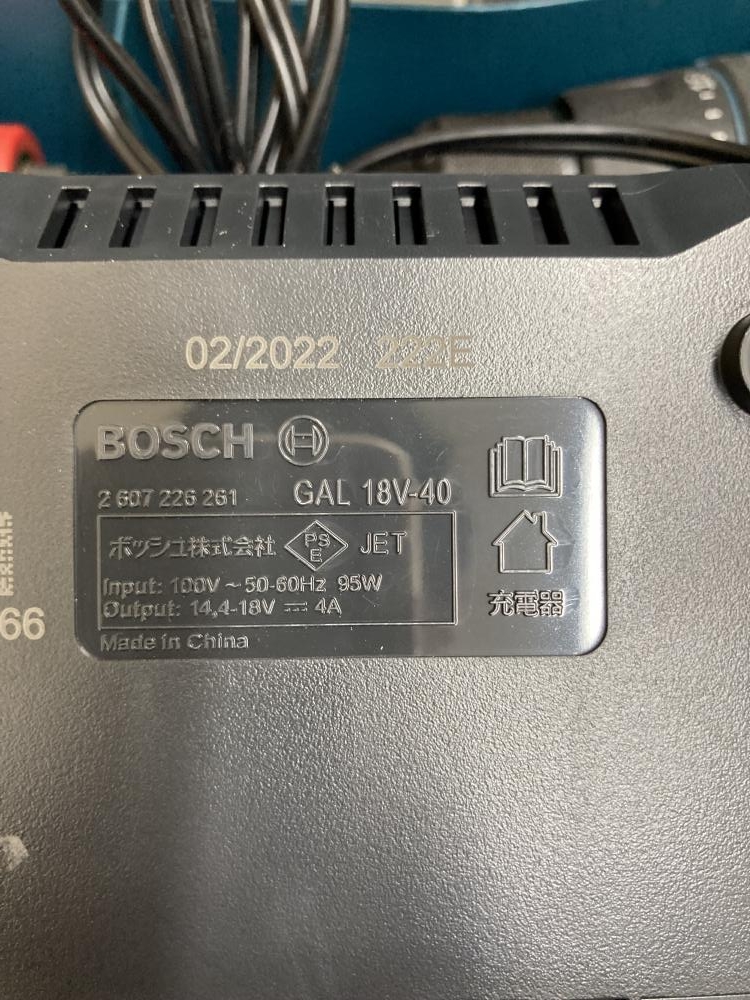 02/2022 222E
BOSCH
2 607 226 261 GAL 18V-40
ボッシュ株式会社 PS E JET
Input: 100V ~ 50-60Hz 95W
Output: 14,4-18V ⎓ 4A
充電器
Made in China
66